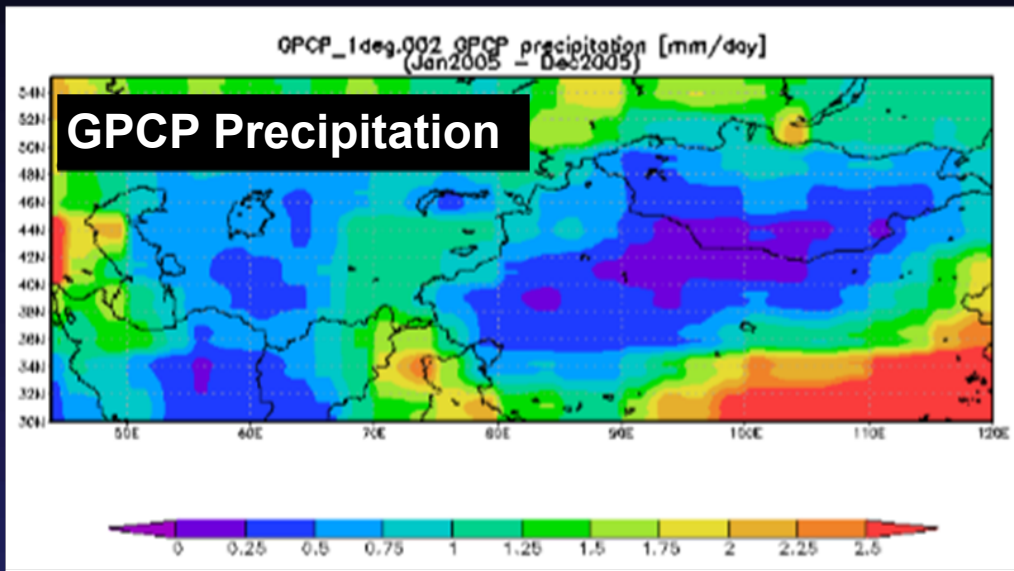 GPCP_1deg.002 GPCP precipitation [mm/day]
(Jan2005 - Dec2005)
GPCP Precipitation
54N
52N
50N
48N
46N
44N
42N
40N
38N
36N
34N
32N
30N
50E 60E 70E 80E 90E 100E 110E 120E
0 0.25 0.5 0.75 1 1.25 1.5 1.75 2 2.25 2.5